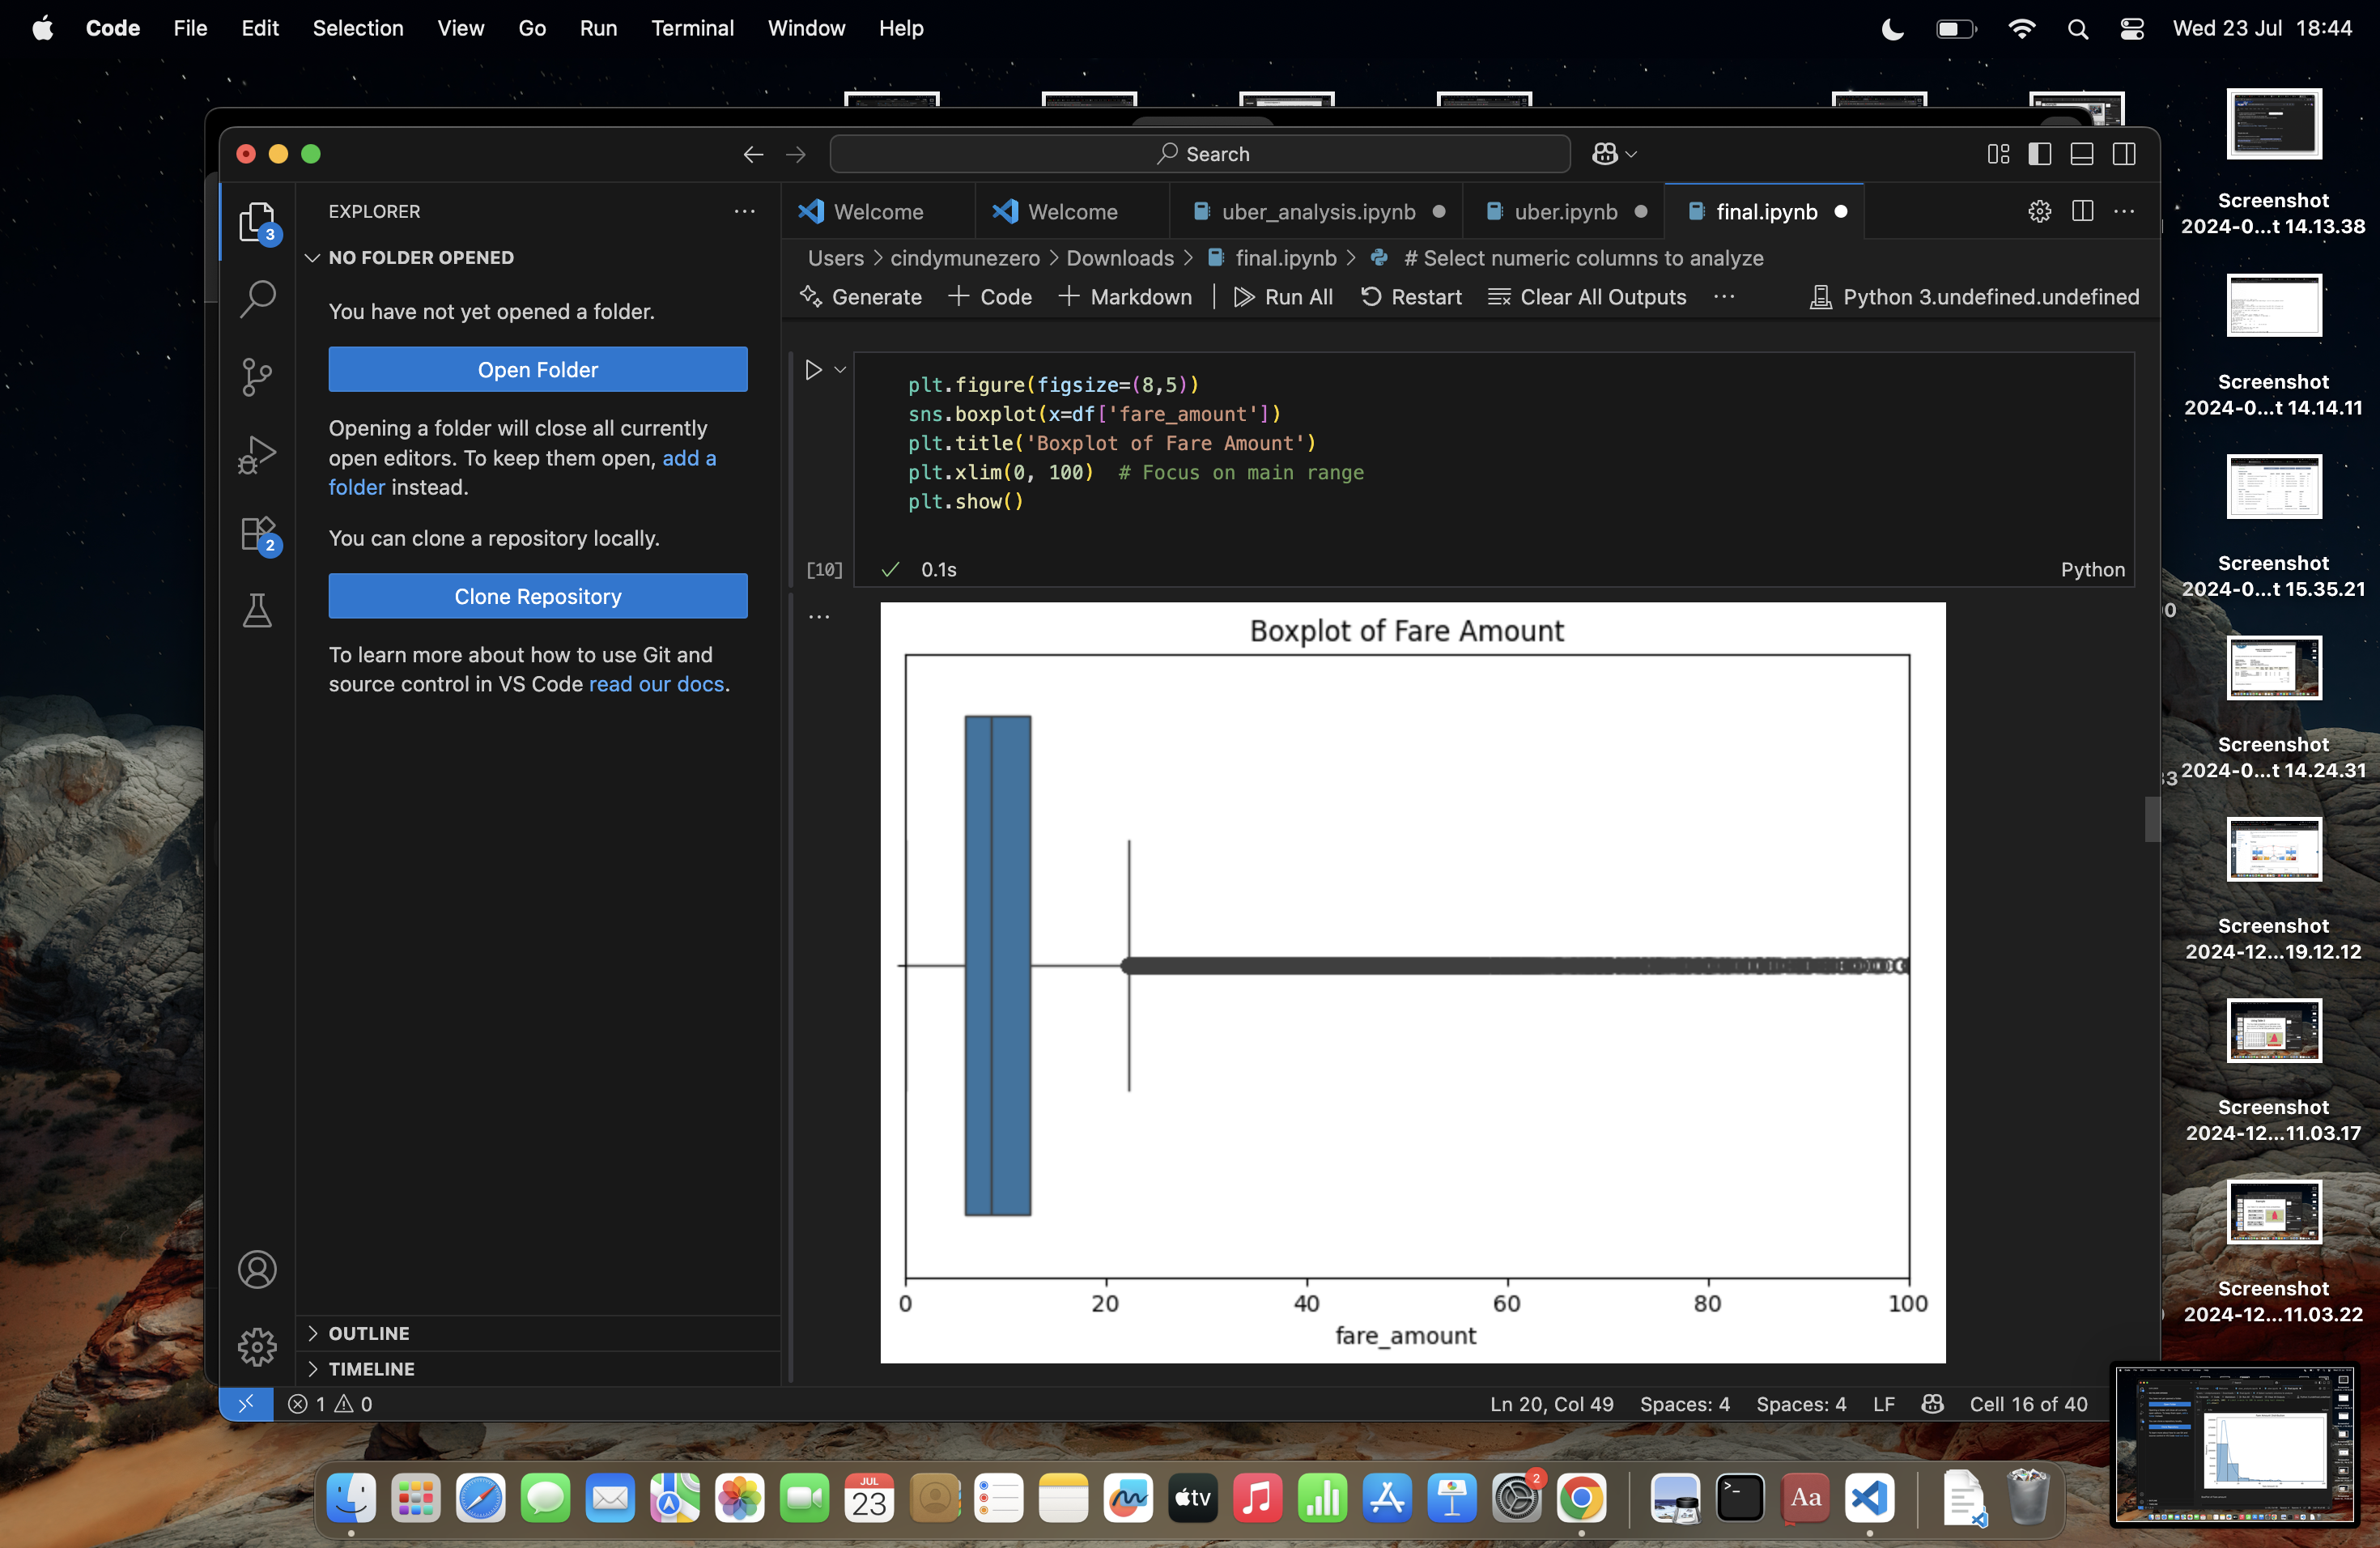 Code File Edit Selection View Go Run Terminal Window Help Wed 23 Jul 18:44
Search
EXPLORER
NO FOLDER OPENED
You have not yet opened a folder.
Open Folder
Opening a folder will close all currently
open editors. To keep them open, add a
folder instead.
You can clone a repository locally.
Clone Repository
To learn more about how to use Git and
source control in VS Code read our docs.
OUTLINE
TIMELINE
3
2
Welcome Welcome uber_analysis.ipynb uber.ipynb final.ipynb
Users > cindymunezero > Downloads > final.ipynb > # Select numeric columns to analyze
Generate + Code + Markdown Run All Restart Clear All Outputs ... Python 3.undefined.undefined
plt.figure(figsize=(8,5))
sns.boxplot(x=df['fare_amount'])
plt.title('Boxplot of Fare Amount')
plt.xlim(0, 100) # Focus on main range
plt.show()
[10] 0.1s Python
Boxplot of Fare Amount
0 20 40 60 80 100
fare_amount
1 0 Ln 20, Col 49 Spaces: 4 Spaces: 4 LF Cell 16 of 40
Screenshot
2024-0...t 14.13.38
Screenshot
2024-0...t 14.14.11
Screenshot
2024-0...t 15.35.21
Screenshot
2024-0...t 14.24.31
Screenshot
2024-12...19.12.12
Screenshot
2024-12...11.03.17
Screenshot
2024-12...11.03.22
JUL
23
tv
2
Aa